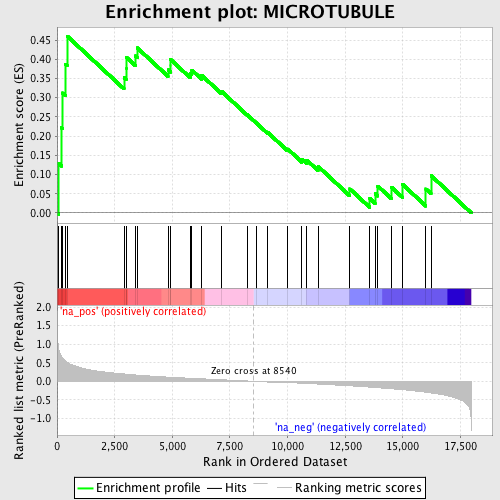 Enrichment plot: MICROTUBULE
Enrichment score (ES)
0.45
0.40
0.35
0.30
0.25
0.20
0.15
0.10
0.05
0.00
'na_pos' (positively correlated)
Ranked list metric (PreRanked)
2.0
1.5
1.0
0.5
0.0
-0.5
-1.0
Zero cross at 8540
'na_neg' (negatively correlated)
0 2,500 5,000 7,500 10,000 12,500 15,000 17,500
Rank in Ordered Dataset
Enrichment profile Hits Ranking metric scores